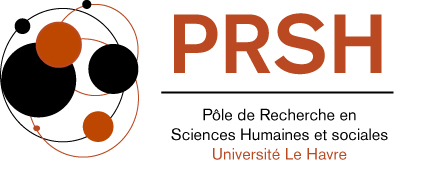 PRSH
Pôle de Recherche en
Sciences Humaines et sociales
Université Le Havre